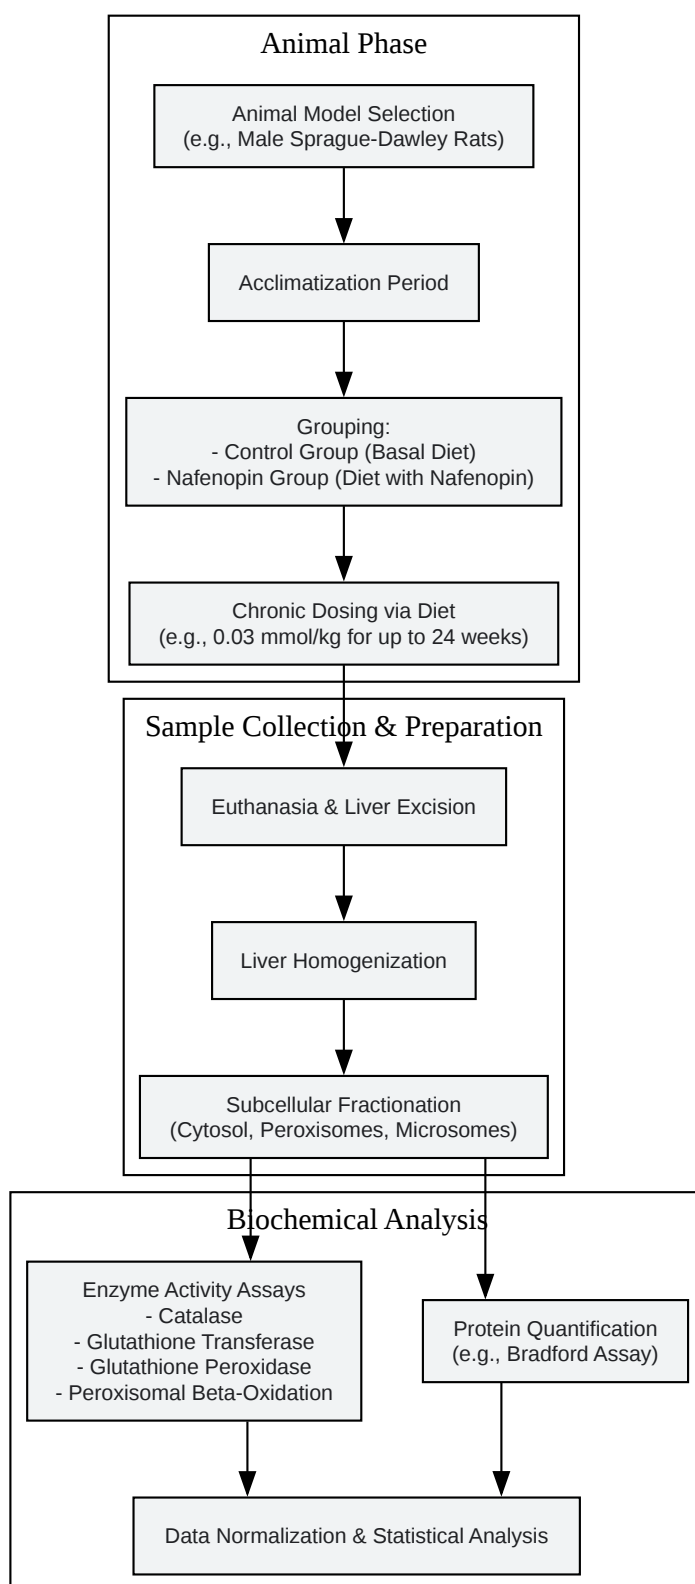 Animal Phase
Animal Model Selection
(e.g., Male Sprague-Dawley Rats)
Acclimatization Period
Grouping:
- Control Group (Basal Diet)
- Nafenopin Group (Diet with Nafenopin)
Chronic Dosing via Diet
(e.g., 0.03 mmol/kg for up to 24 weeks)
Sample Collection & Preparation
Euthanasia & Liver Excision
Liver Homogenization
Subcellular Fractionation
(Cytosol, Peroxisomes, Microsomes)
Biochemical Analysis
Enzyme Activity Assays
- Catalase
- Glutathione Transferase
- Glutathione Peroxidase
- Peroxisomal Beta-Oxidation
Protein Quantification
(e.g., Bradford Assay)
Data Normalization & Statistical Analysis